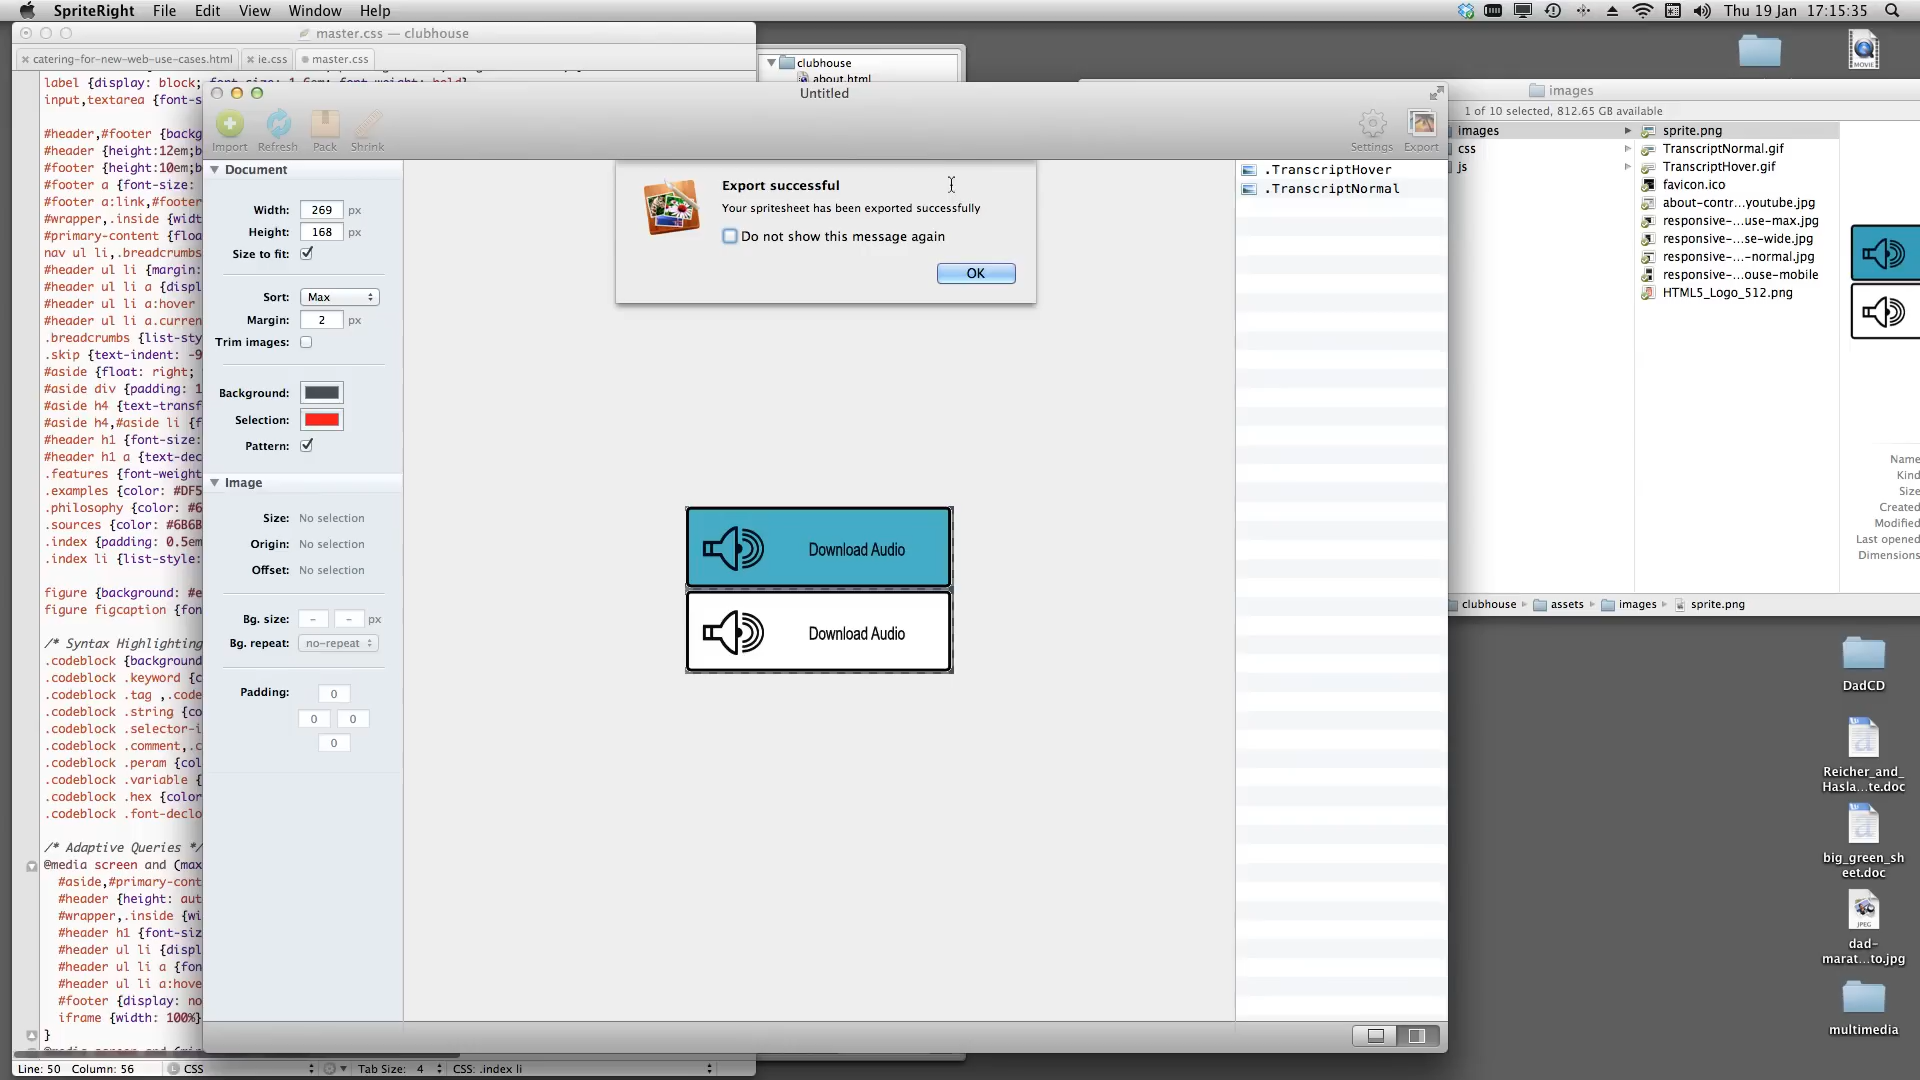 SpriteRight File Edit View Window Help
Thu 19 Jan 17:15:35
master.css — clubhouse
catering-for-new-web-use-cases.html
ie.css
master.css
label {display: block;
input,textarea {font-s
#header,#footer {backg
#header {height:12em;b
#footer {height:10em;b
#footer a {font-size:
#footer a:link,#footer
#wrapper,.inside {widt
#primary-content {floa
nav ul li,.breadcrumbs
#header ul li {margin:
#header ul li a {displ
#header ul li a:hover
#header ul li a.curren
.breadcrumbs {list-sty
.skip {text-indent: -9
#aside {float: right;
#aside div {padding: 1
#aside h4 {text-transf
#aside h4,#aside li {f
#header h1 {font-size:
#header h1 a {text-dec
.features {font-weight
.examples {color: #DF5
.philosophy {color: #6
.sources {color: #6B6B
.index {padding: 0.5em
.index li {list-style:
figure {background: #e
figure figcaption {fon
/* Syntax Highlighting
.codeblock {background
.codeblock .keyword {c
.codeblock .tag ,.code
.codeblock .string {co
.codeblock .selector-i
.codeblock .comment,.c
.codeblock .peram {col
.codeblock .variable {
.codeblock .hex {color
.codeblock .font-declo
/* Adaptive Queries */
@media screen and (max
#aside,#primary-cont
#header {height: aut
#wrapper,.inside {wi
#header h1 {font-siz
#header ul li {displ
#header ul li a {fon
#header ul li a:hove
#footer {display: no
iframe {width: 100%}
}
Line: 50 Column: 56
CSS
Tab Size: 4
CSS: .index li
clubhouse
about.html
Untitled
Import
Refresh
Pack
Shrink
Settings
Export
Document
Width: 269 px
Height: 168 px
Size to fit:
Sort: Max
Margin: 2 px
Trim images:
Background:
Selection:
Pattern:
Image
Size: No selection
Origin: No selection
Offset: No selection
Bg. size: - - px
Bg. repeat: no-repeat
Padding: 0
0 0
0
Export successful
Your spritesheet has been exported successfully
Do not show this message again
OK
Download Audio
Download Audio
.TranscriptHover
.TranscriptNormal
images
1 of 10 selected, 812.65 GB available
images
css
js
sprite.png
TranscriptNormal.gif
TranscriptHover.gif
favicon.ico
about-contr...youtube.jpg
responsive-...use-max.jpg
responsive-...se-wide.jpg
responsive-...-normal.jpg
responsive-...ouse-mobile
HTML5_Logo_512.png
Name
Kind
Size
Created
Modified
Last opened
Dimensions
clubhouse
assets
images
sprite.png
MOVIE
DadCD
Reicher_and_
Hasla...te.doc
big_green_sh
eet.doc
JPEG
dad-
marat...to.jpg
multimedia